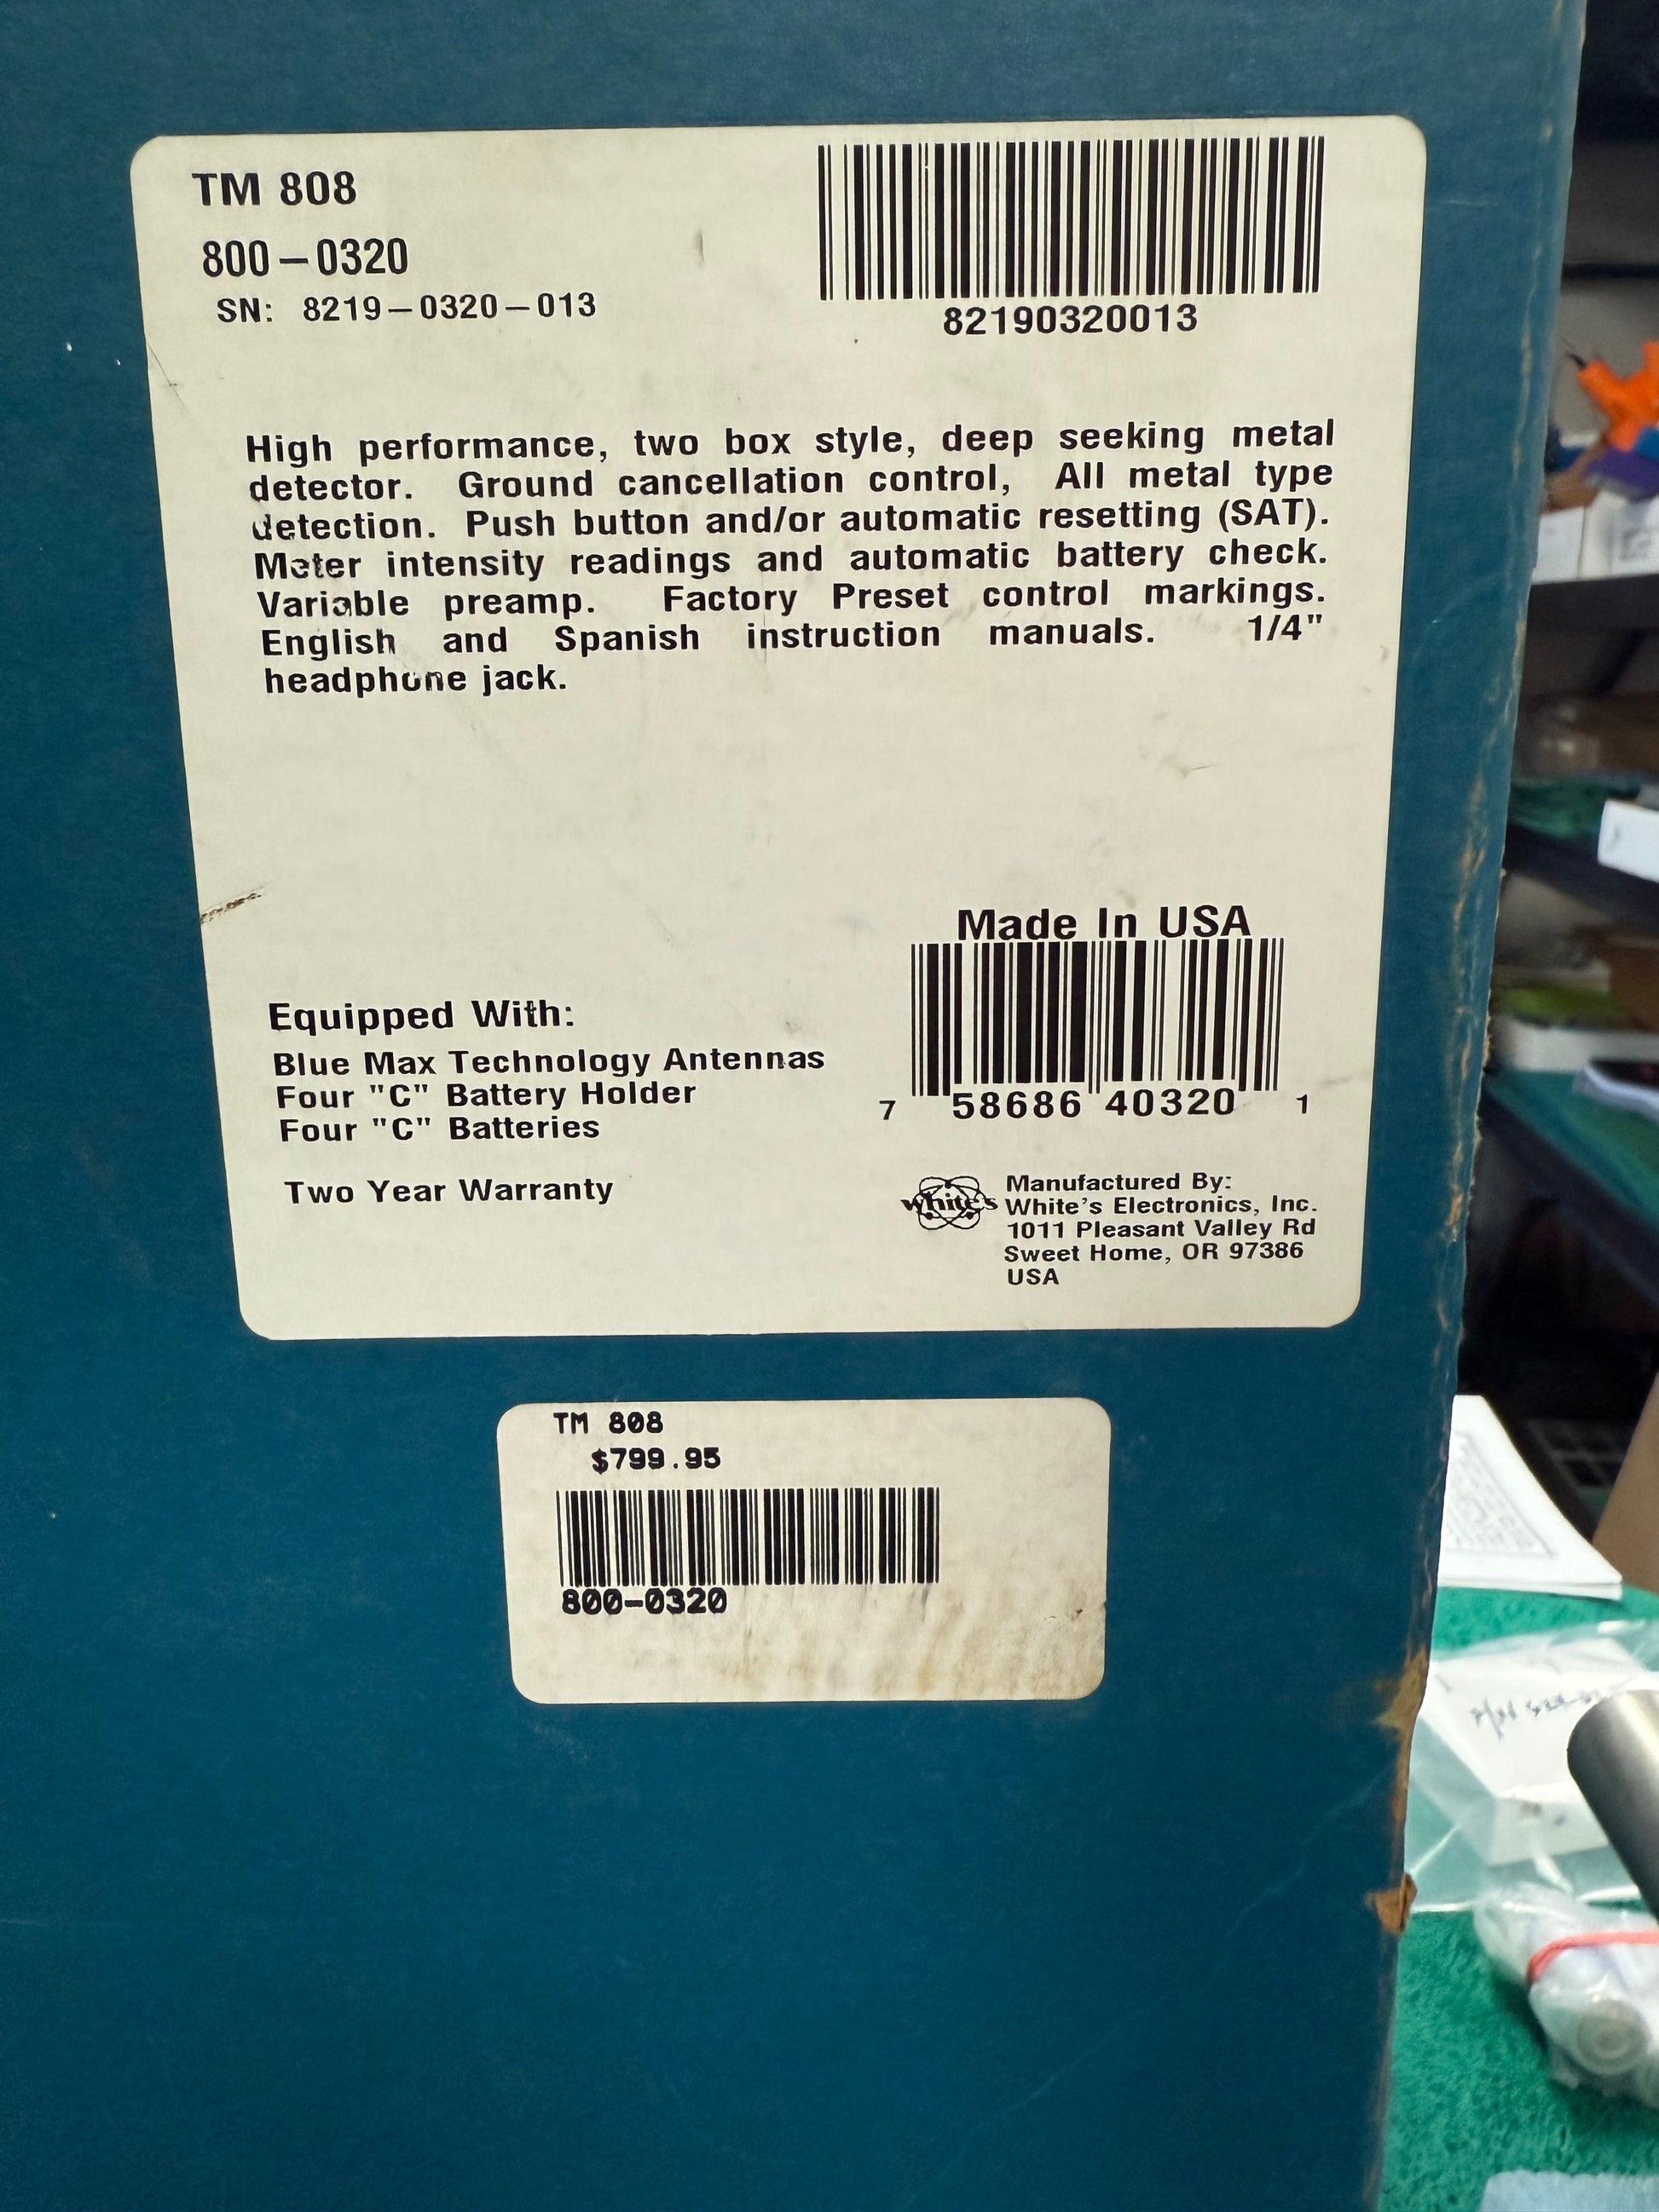 TM 808
800-0320
SN: 8219-0320-013
82190320013
High performance, two box style, deep seeking metal
detector. Ground cancellation control, All metal type
detection. Push button and/or automatic resetting (SAT).
Meter intensity readings and automatic battery check.
Variable preamp. Factory Preset control markings.
English and Spanish instruction manuals. 1/4"
headphone jack.
Made In USA
7 58686 40320 1
Equipped With:
Blue Max Technology Antennas
Four "C" Battery Holder
Four "C" Batteries
Two Year Warranty
White's
Manufactured By:
White's Electronics, Inc.
1011 Pleasant Valley Rd
Sweet Home, OR 97386
USA
TM 808
$799.95
800-0320